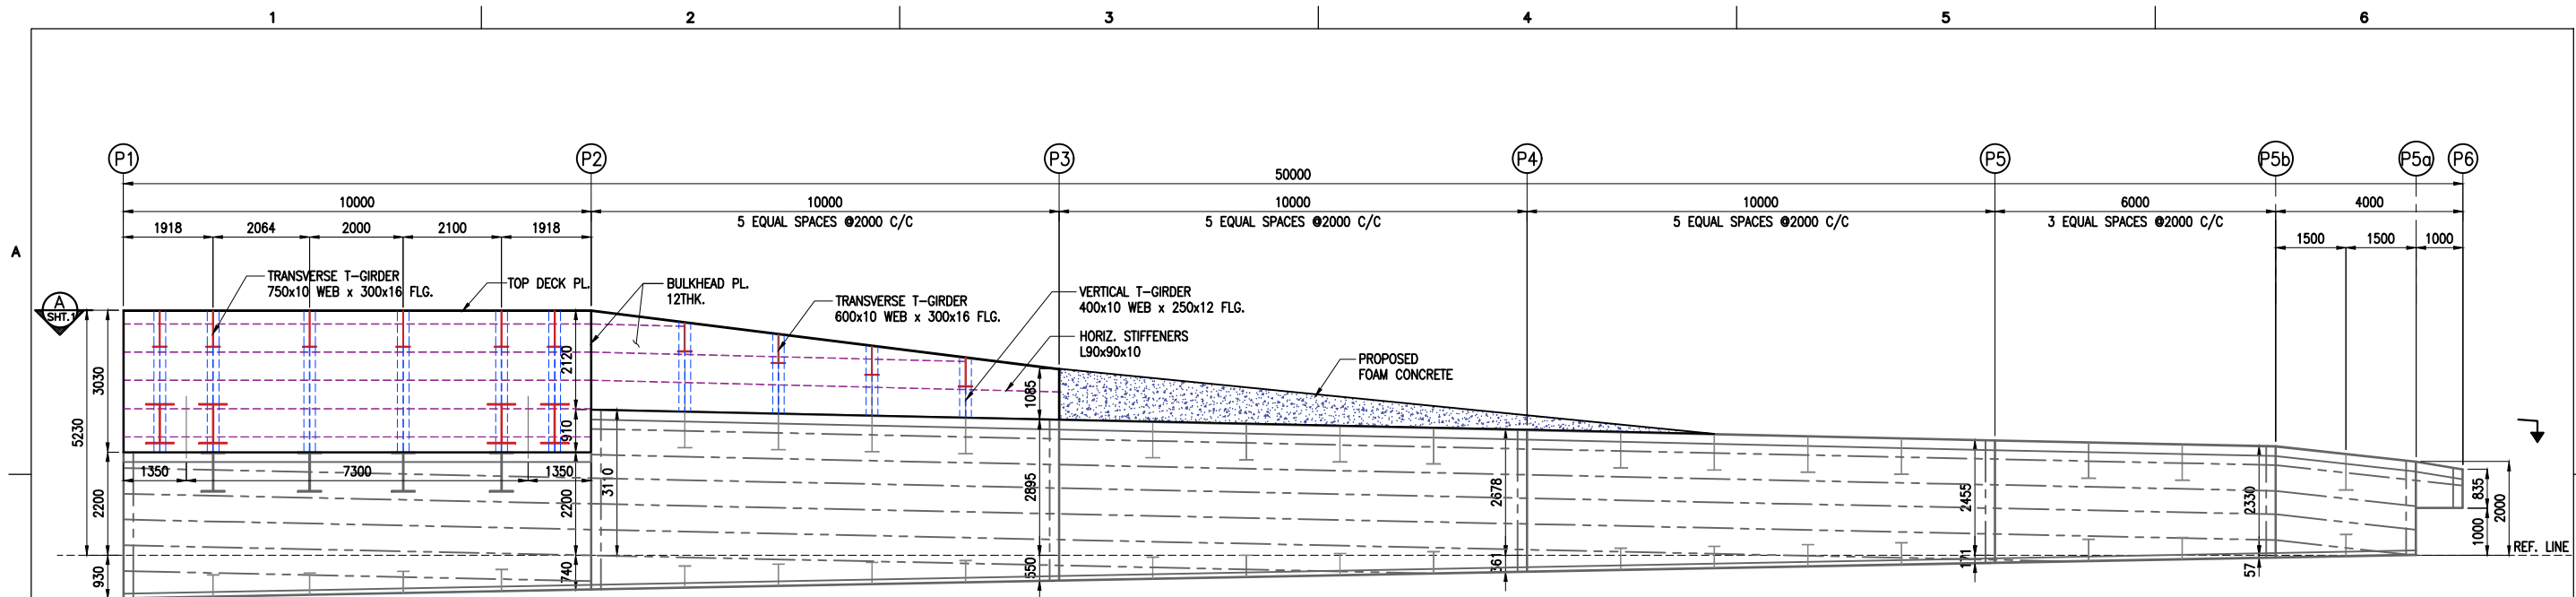 1 2 3 4 5 6
A
P1 P2 P3 P4 P5 P5b P5a P6
50000
10000 10000 10000 10000 6000 4000
5 EQUAL SPACES @2000 C/C 5 EQUAL SPACES @2000 C/C 5 EQUAL SPACES @2000 C/C 3 EQUAL SPACES @2000 C/C
1918 2064 2000 2100 1918 1500 1500 1000
TRANSVERSE T-GIRDER
750x10 WEB x 300x16 FLG.
TOP DECK PL.
BULKHEAD PL.
12THK.
TRANSVERSE T-GIRDER
600x10 WEB x 300x16 FLG.
VERTICAL T-GIRDER
400x10 WEB x 250x12 FLG.
HORIZ. STIFFENERS
L90x90x10
PROPOSED
FOAM CONCRETE
A
SHT.1
5230
3030
2200
930
1350 7300 1350
2120
910
2200
740
3110
1085
2895
550
2678
361
2455
171
2330
57
835
1000
2000
REF. LINE